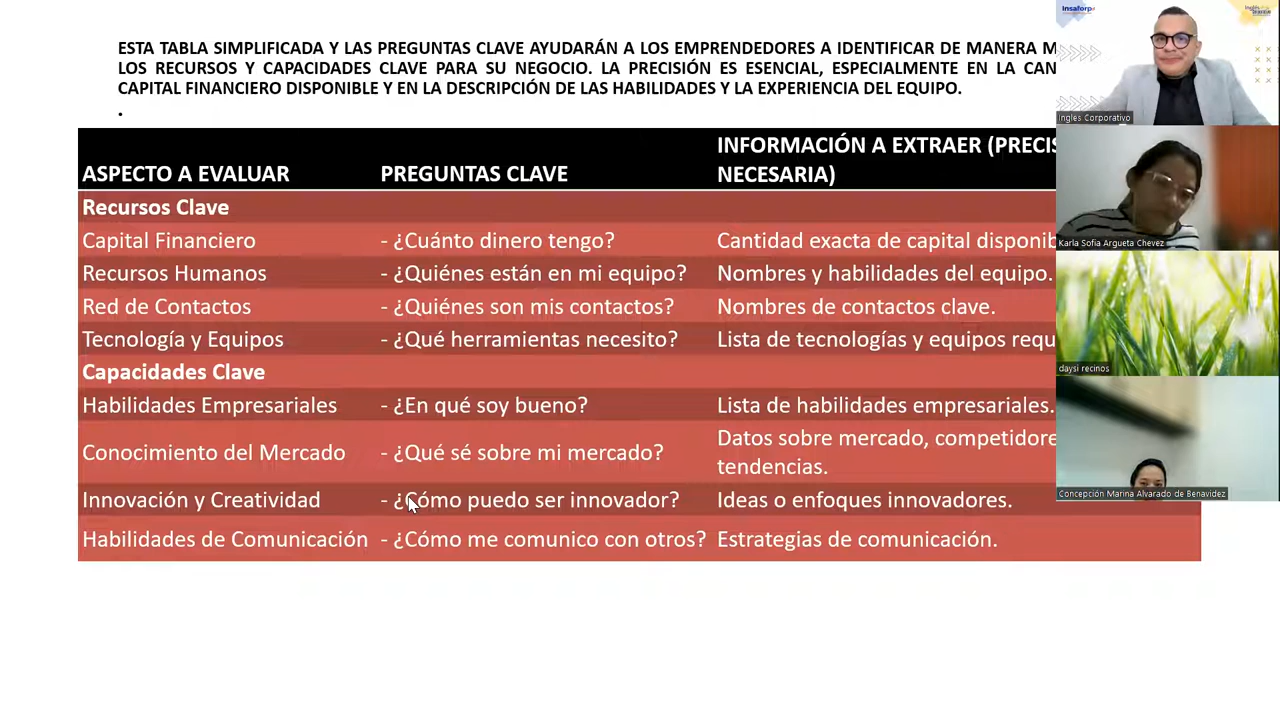 ESTA TABLA SIMPLIFICADA Y LAS PREGUNTAS CLAVE AYUDARÁN A LOS EMPRENDEDORES A IDENTIFICAR DE MANERA M
LOS RECURSOS Y CAPACIDADES CLAVE PARA SU NEGOCIO. LA PRECISIÓN ES ESENCIAL, ESPECIALMENTE EN LA CAN
CAPITAL FINANCIERO DISPONIBLE Y EN LA DESCRIPCIÓN DE LAS HABILIDADES Y LA EXPERIENCIA DEL EQUIPO.
.
ASPECTO A EVALUAR PREGUNTAS CLAVE INFORMACIÓN A EXTRAER (PRECIS
NECESARIA)
Recursos Clave
Capital Financiero - ¿Cuánto dinero tengo? Cantidad exacta de capital disponib
Recursos Humanos - ¿Quiénes están en mi equipo? Nombres y habilidades del equipo.
Red de Contactos - ¿Quiénes son mis contactos? Nombres de contactos clave.
Tecnología y Equipos - ¿Qué herramientas necesito? Lista de tecnologías y equipos requ
Capacidades Clave
Habilidades Empresariales - ¿En qué soy bueno? Lista de habilidades empresariales.
Conocimiento del Mercado - ¿Qué sé sobre mi mercado? Datos sobre mercado, competidore
tendencias.
Innovación y Creatividad - ¿Cómo puedo ser innovador? Ideas o enfoques innovadores.
Habilidades de Comunicación - ¿Cómo me comunico con otros? Estrategias de comunicación.
Insaforp
Ingles Corporativo
Karla Sofia Argueta Chevez
daysi recinos
Concepción Marina Alvarado de Benavidez